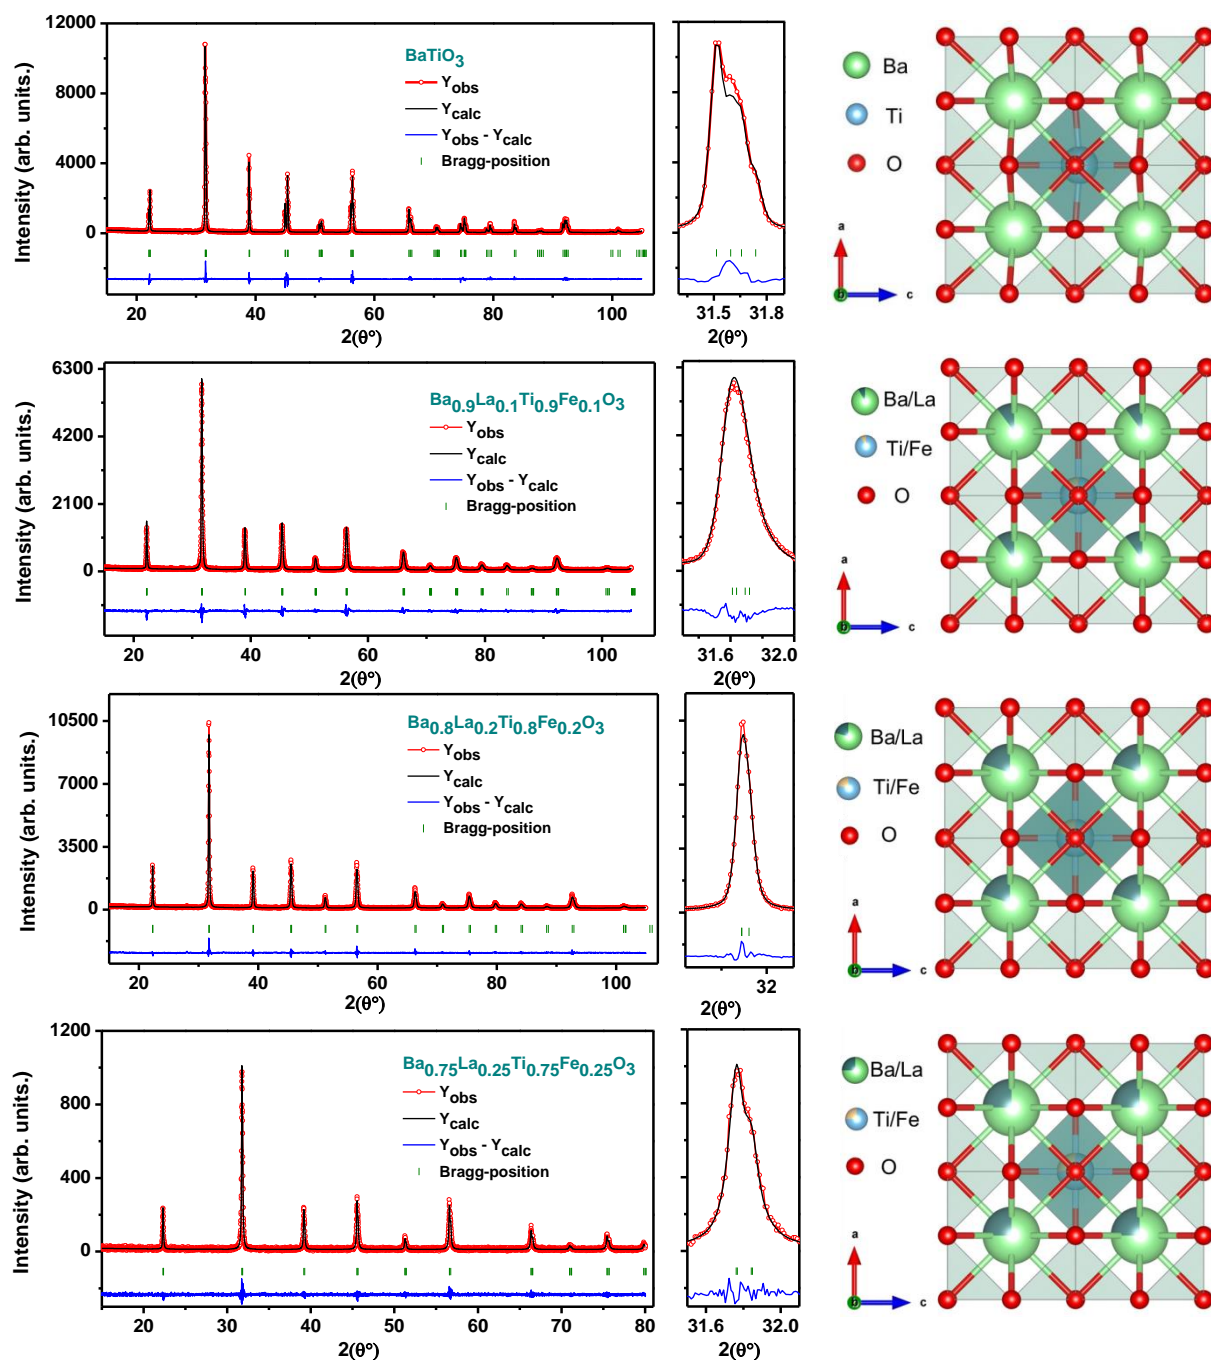 12000
8000
4000
0
Intensity (arb. units.)
BaTiO3
Yobs
Ycalc
Yobs - Ycalc
Bragg-position
20 40 60 80 100
2(θ°)
31.5 31.8
2(θ°)
Ba
Ti
O
a
b
c
6300
4200
2100
0
Intensity (arb. units.)
Ba0.9La0.1Ti0.9Fe0.1O3
Yobs
Ycalc
Yobs - Ycalc
Bragg-position
20 40 60 80 100
2(θ°)
31.6 32.0
2(θ°)
Ba/La
Ti/Fe
O
a
b
c
10500
7000
3500
0
Intensity (arb. units.)
Ba0.8La0.2Ti0.8Fe0.2O3
Yobs
Ycalc
Yobs - Ycalc
Bragg-position
20 40 60 80 100
2(θ°)
32
2(θ°)
Ba/La
Ti/Fe
O
a
b
c
1200
800
400
0
Intensity (arb. units.)
Ba0.75La0.25Ti0.75Fe0.25O3
Yobs
Ycalc
Yobs - Ycalc
Bragg-position
20 30 40 50 60 70 80
2(θ°)
31.6 32.0
2(θ°)
Ba/La
Ti/Fe
O
a
b
c